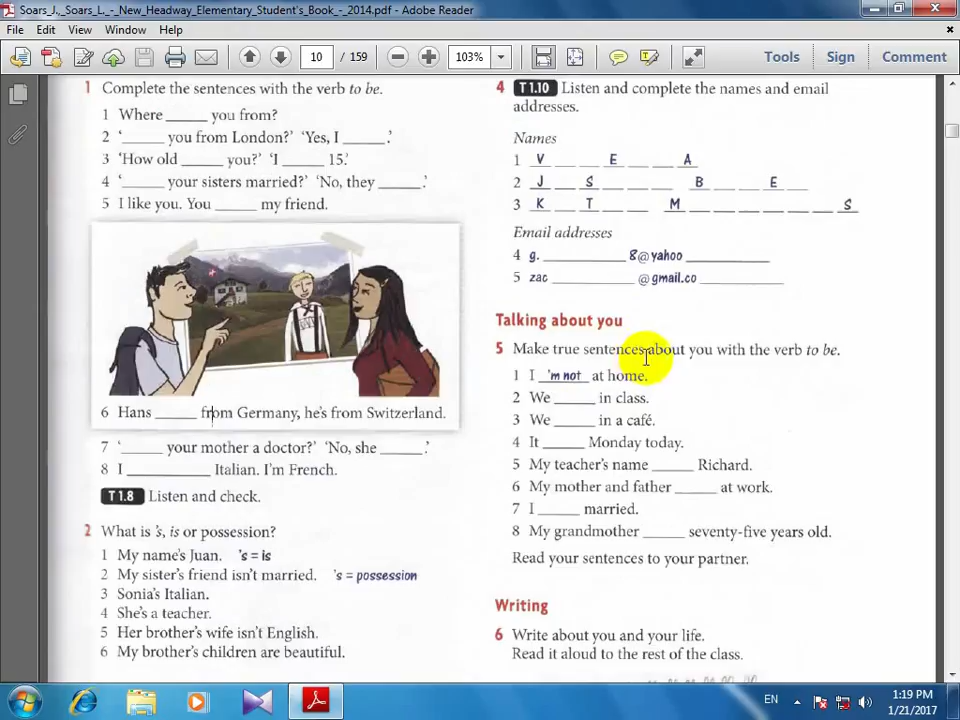 Soars_J.,_Soars_L._-_New_Headway_Elementary_Student's_Book_-_2014.pdf - Adobe Reader
File Edit View Window Help
10 / 159 103% Tools Sign Comment
1 Complete the sentences with the verb to be.
1 Where ______ you from?
2 '______ you from London?' 'Yes, I ______.'
3 'How old ______ you?' 'I ______ 15.'
4 '______ your sisters married?' 'No, they ______.'
5 I like you. You ______ my friend.
6 Hans ______ from Germany, he's from Switzerland.
7 '______ your mother a doctor?' 'No, she ______.'
8 I ____________ Italian. I'm French.
T 1.8 Listen and check.
2 What is 's, is or possession?
1 My name's Juan. 's = is
2 My sister's friend isn't married. 's = possession
3 Sonia's Italian.
4 She's a teacher.
5 Her brother's wife isn't English.
6 My brother's children are beautiful.
4 T 1.10 Listen and complete the names and email
addresses.
Names
1 V _ _ E _ _ A
2 J _ S _ _ _ _ B _ _ E _
3 K _ T _ _ M _ _ _ _ _ _ S
Email addresses
4 g. ____________ 8@yahoo ____________
5 zac ____________ @gmail.co ____________
Talking about you
5 Make true sentences about you with the verb to be.
1 I 'm not at home.
2 We ______ in class.
3 We ______ in a café.
4 It ______ Monday today.
5 My teacher's name ______ Richard.
6 My mother and father ______ at work.
7 I ______ married.
8 My grandmother ______ seventy-five years old.
Read your sentences to your partner.
Writing
6 Write about you and your life.
Read it aloud to the rest of the class.
EN 1:19 PM
1/21/2017